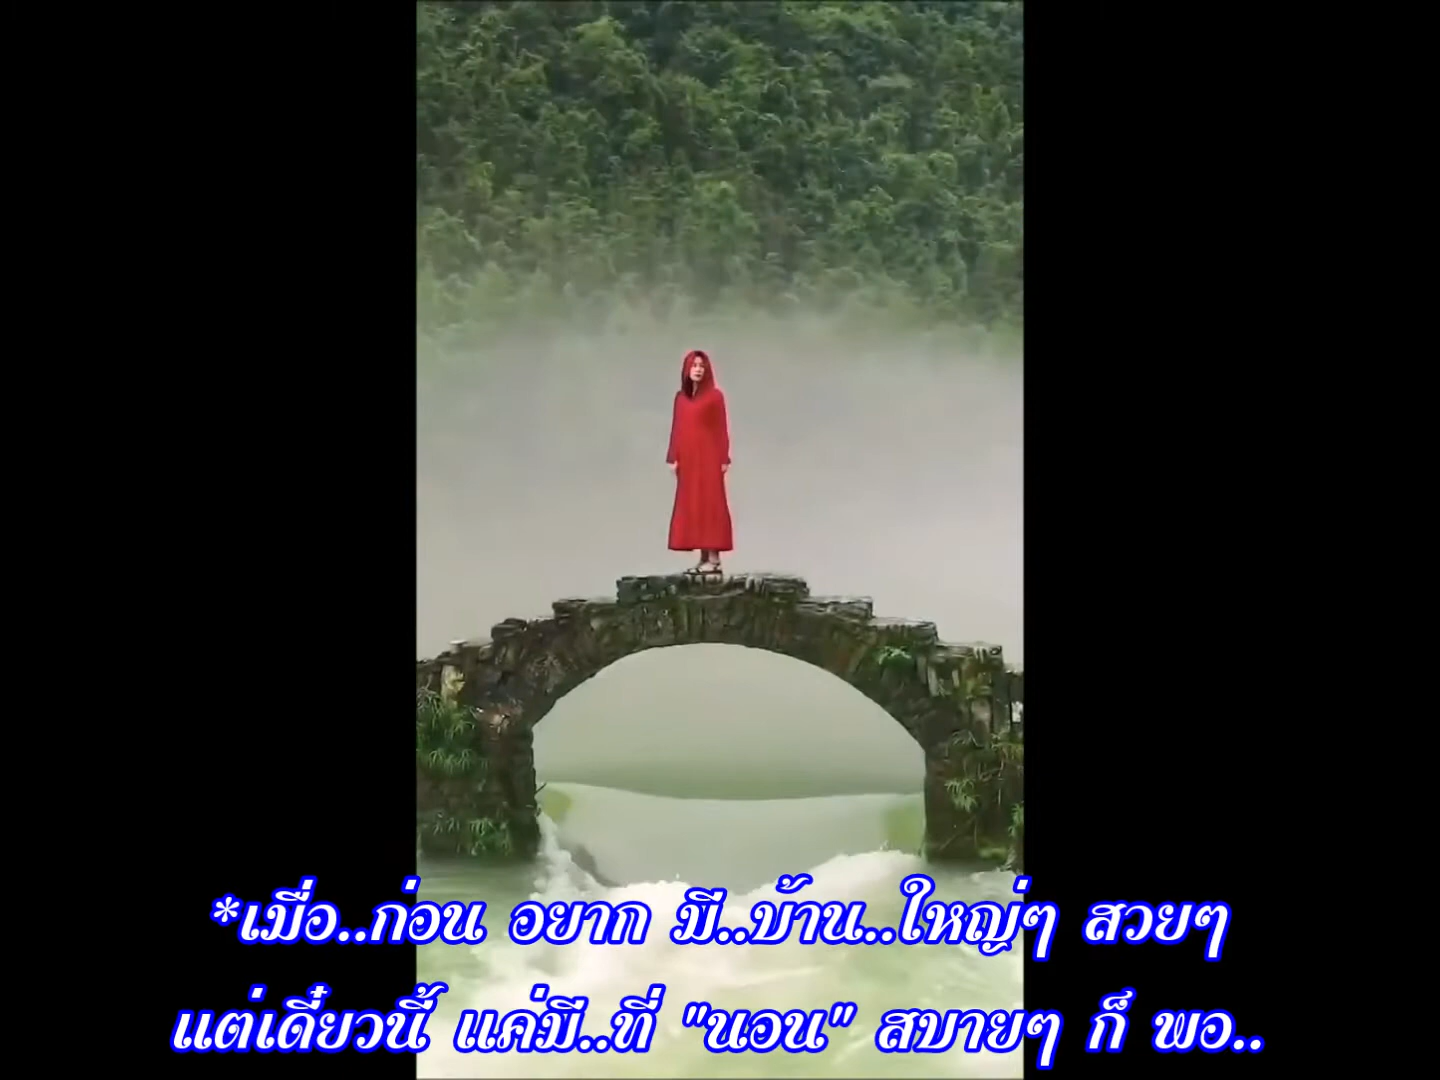 *เมื่อ..ก่อน อยาก มี..บ้าน..ใหญ่ๆ สวยๆ
แต่เดี๋ยวนี้ แค่มี..ที่ "นอน" สบายๆ ก็ พอ..